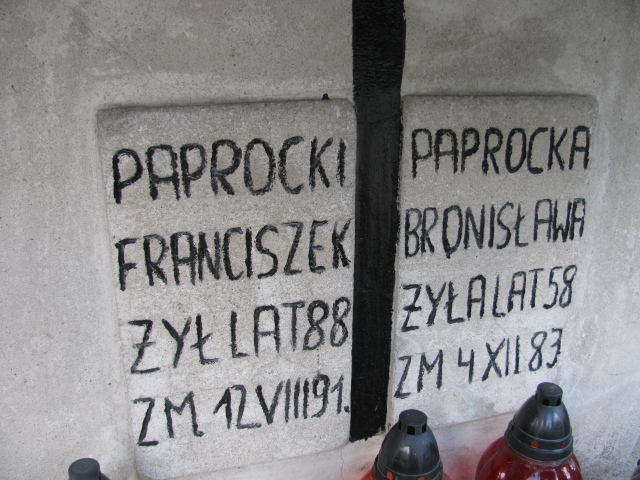 PAPROCKI
FRANCISZEK
ŻYŁ LAT 88
ZM 12 VIII 91.
PAPROCKA
BRONISŁAWA
ŻYŁA LAT 58
ZM 4 XII 83